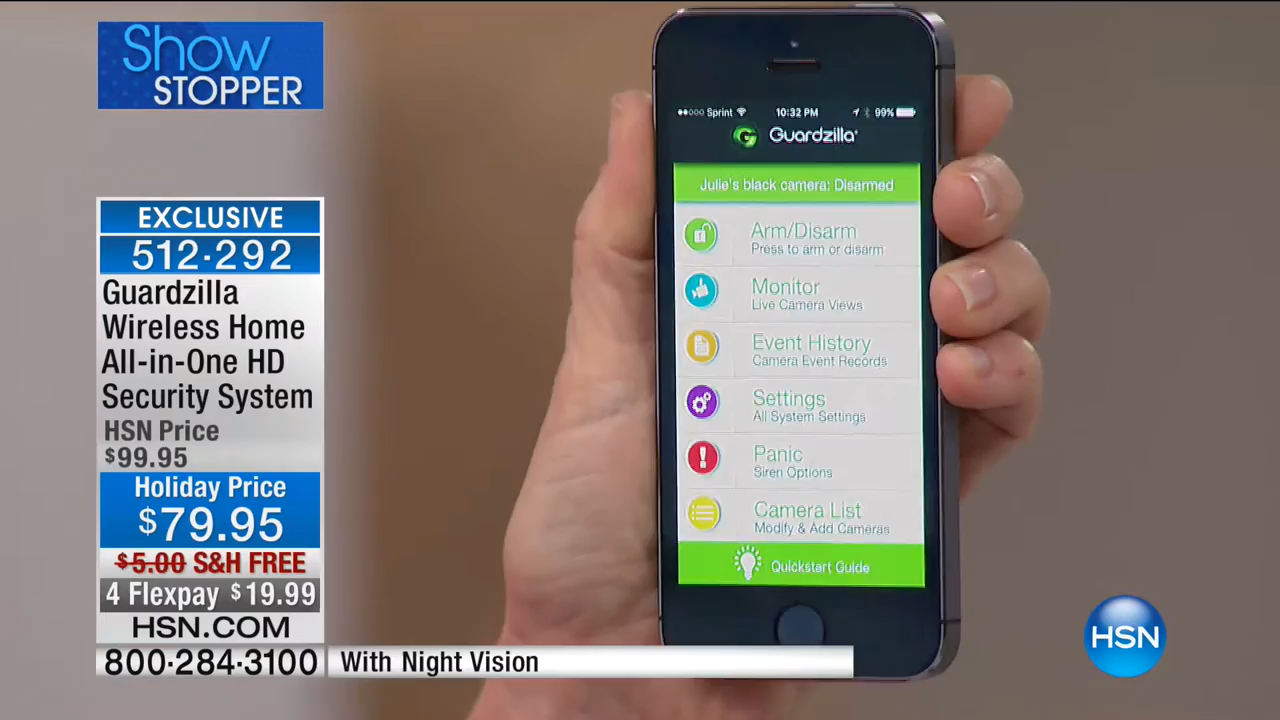 Show
STOPPER
EXCLUSIVE
512-292
Guardzilla
Wireless Home
All-in-One HD
Security System
HSN Price
$99.95
Holiday Price
$79.95
$5.00 S&H FREE
4 Flexpay $19.99
HSN.COM
800-284-3100
With Night Vision
Sprint 10:32 PM 99%
G Guardzilla
Julie's black camera: Disarmed
Arm/Disarm
Press to arm or disarm
Monitor
Live Camera Views
Event History
Camera Event Records
Settings
All System Settings
Panic
Siren Options
Camera List
Modify & Add Cameras
Quickstart Guide
HSN